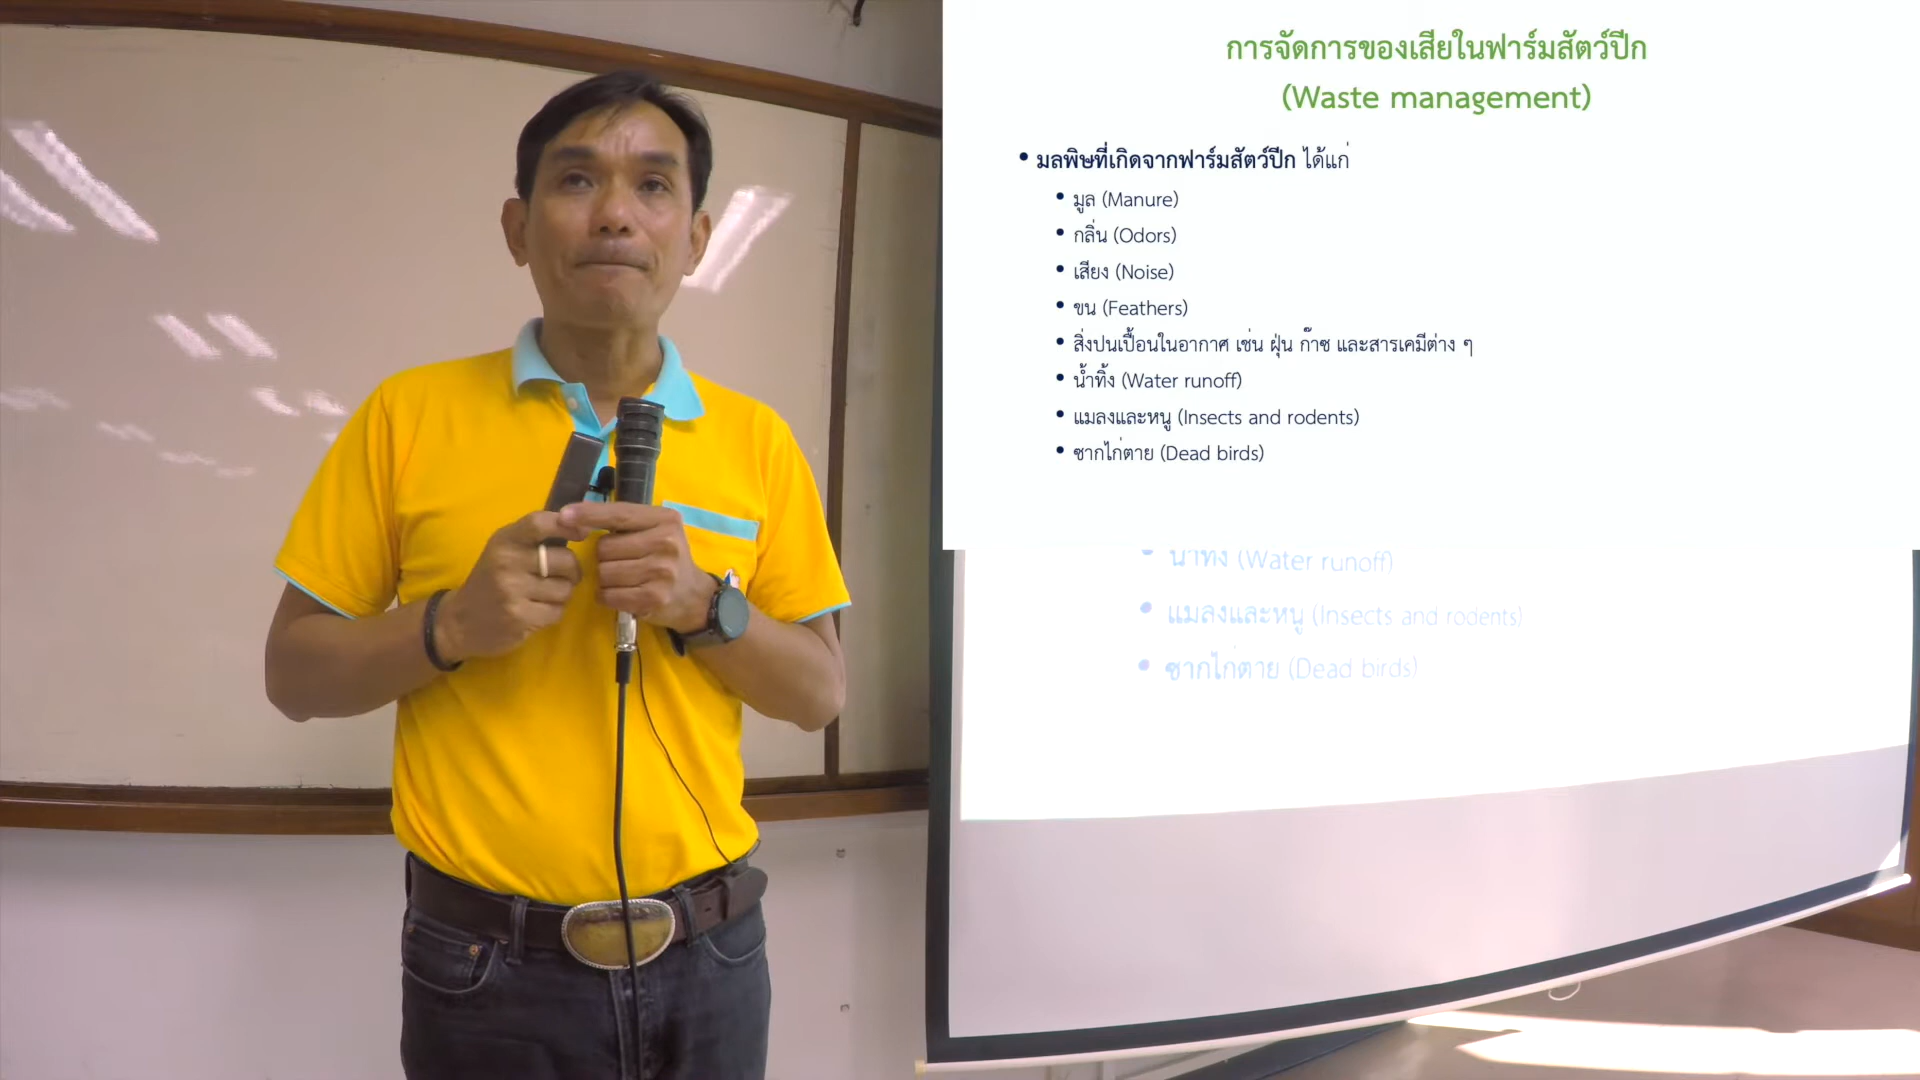 การจัดการของเสียในฟาร์มสัตว์ปีก
(Waste management)
• มลพิษที่เกิดจากฟาร์มสัตว์ปีก ได้แก่
• มูล (Manure)
• กลิ่น (Odors)
• เสียง (Noise)
• ขน (Feathers)
• สิ่งปนเปื้อนในอากาศ เช่น ฝุ่น ก๊าซ และสารเคมีต่าง ๆ
• น้ำทิ้ง (Water runoff)
• แมลงและหนู (Insects and rodents)
• ซากไก่ตาย (Dead birds)
• น้ำทิ้ง (Water runoff)
• แมลงและหนู (Insects and rodents)
• ซากไก่ตาย (Dead birds)